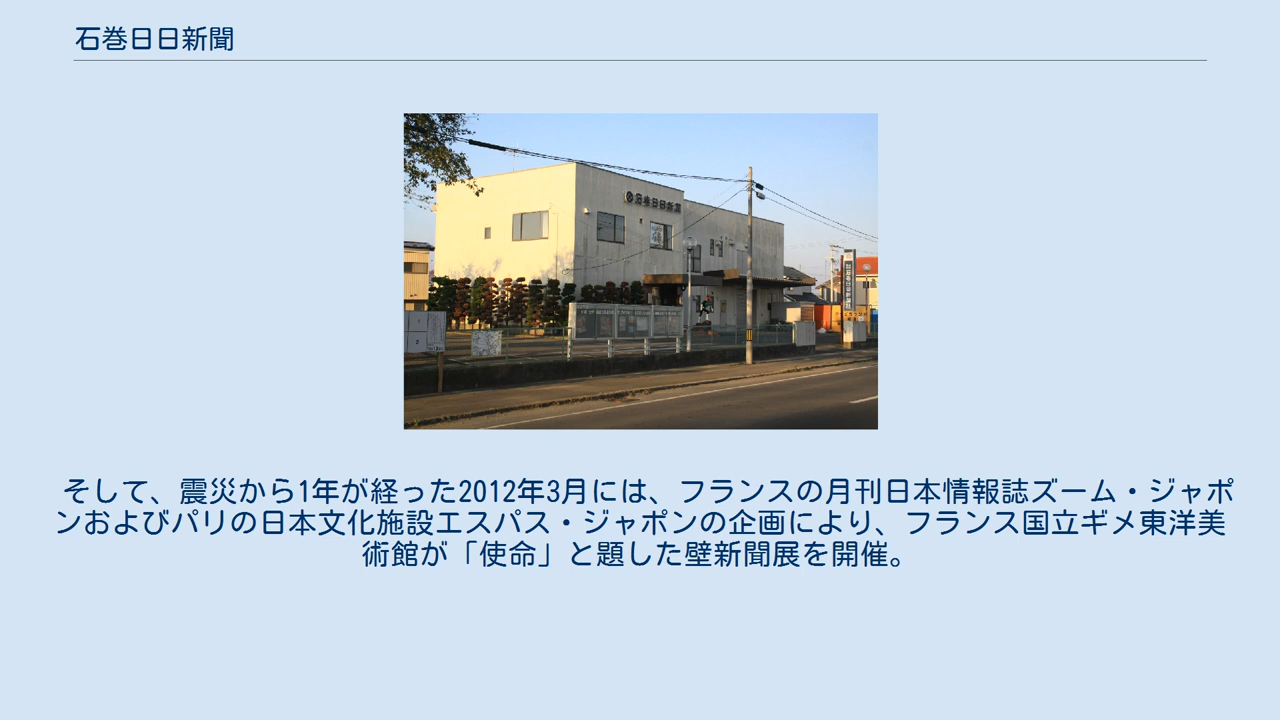 石巻日日新聞
石巻日日新聞
そして、震災から1年が経った2012年3月には、フランスの月刊日本情報誌ズーム・ジャポ
ンおよびパリの日本文化施設エスパス・ジャポンの企画により、フランス国立ギメ東洋美
術館が「使命」と題した壁新聞展を開催。